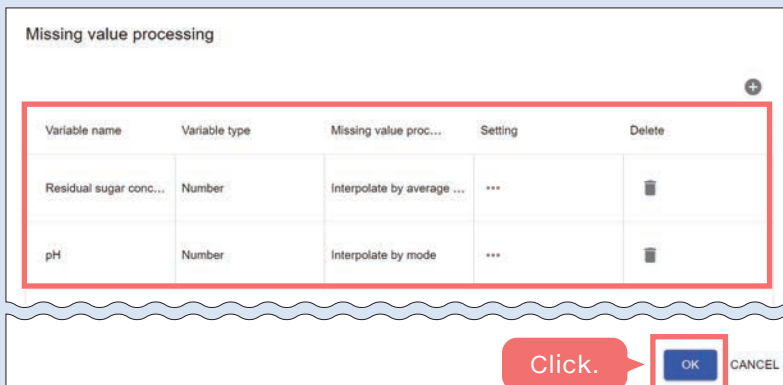 Missing value processing
Variable name Variable type Missing value proc... Setting Delete
Residual sugar conc... Number Interpolate by average ... ...
pH Number Interpolate by mode ...
Click. OK CANCEL